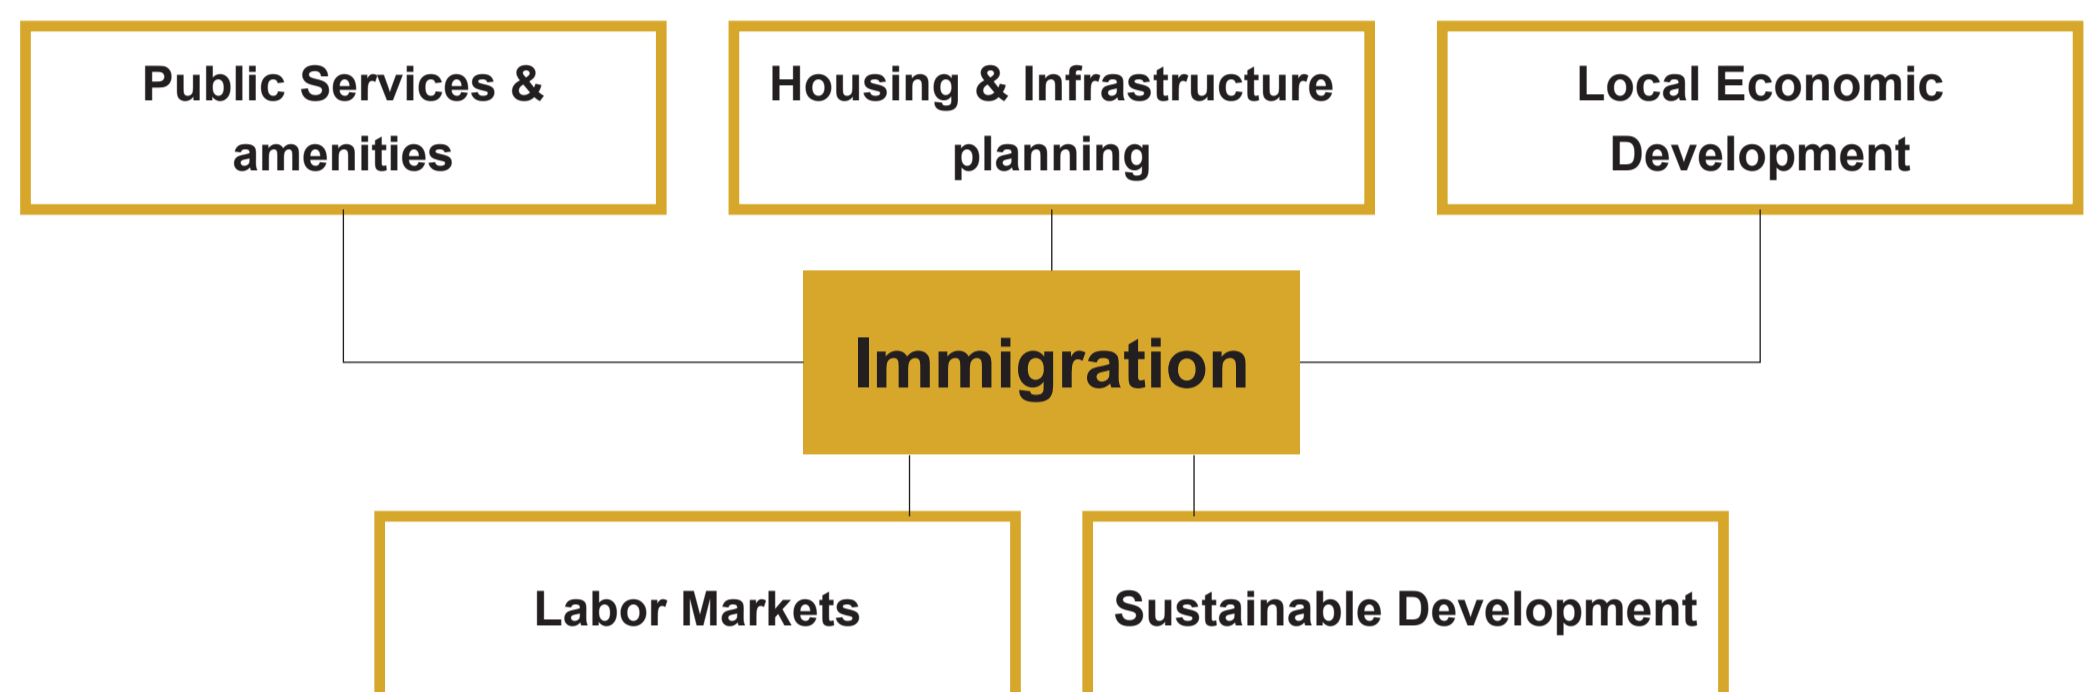 Public Services &
amenities
Housing & Infrastructure
planning
Local Economic
Development
Immigration
Labor Markets
Sustainable Development